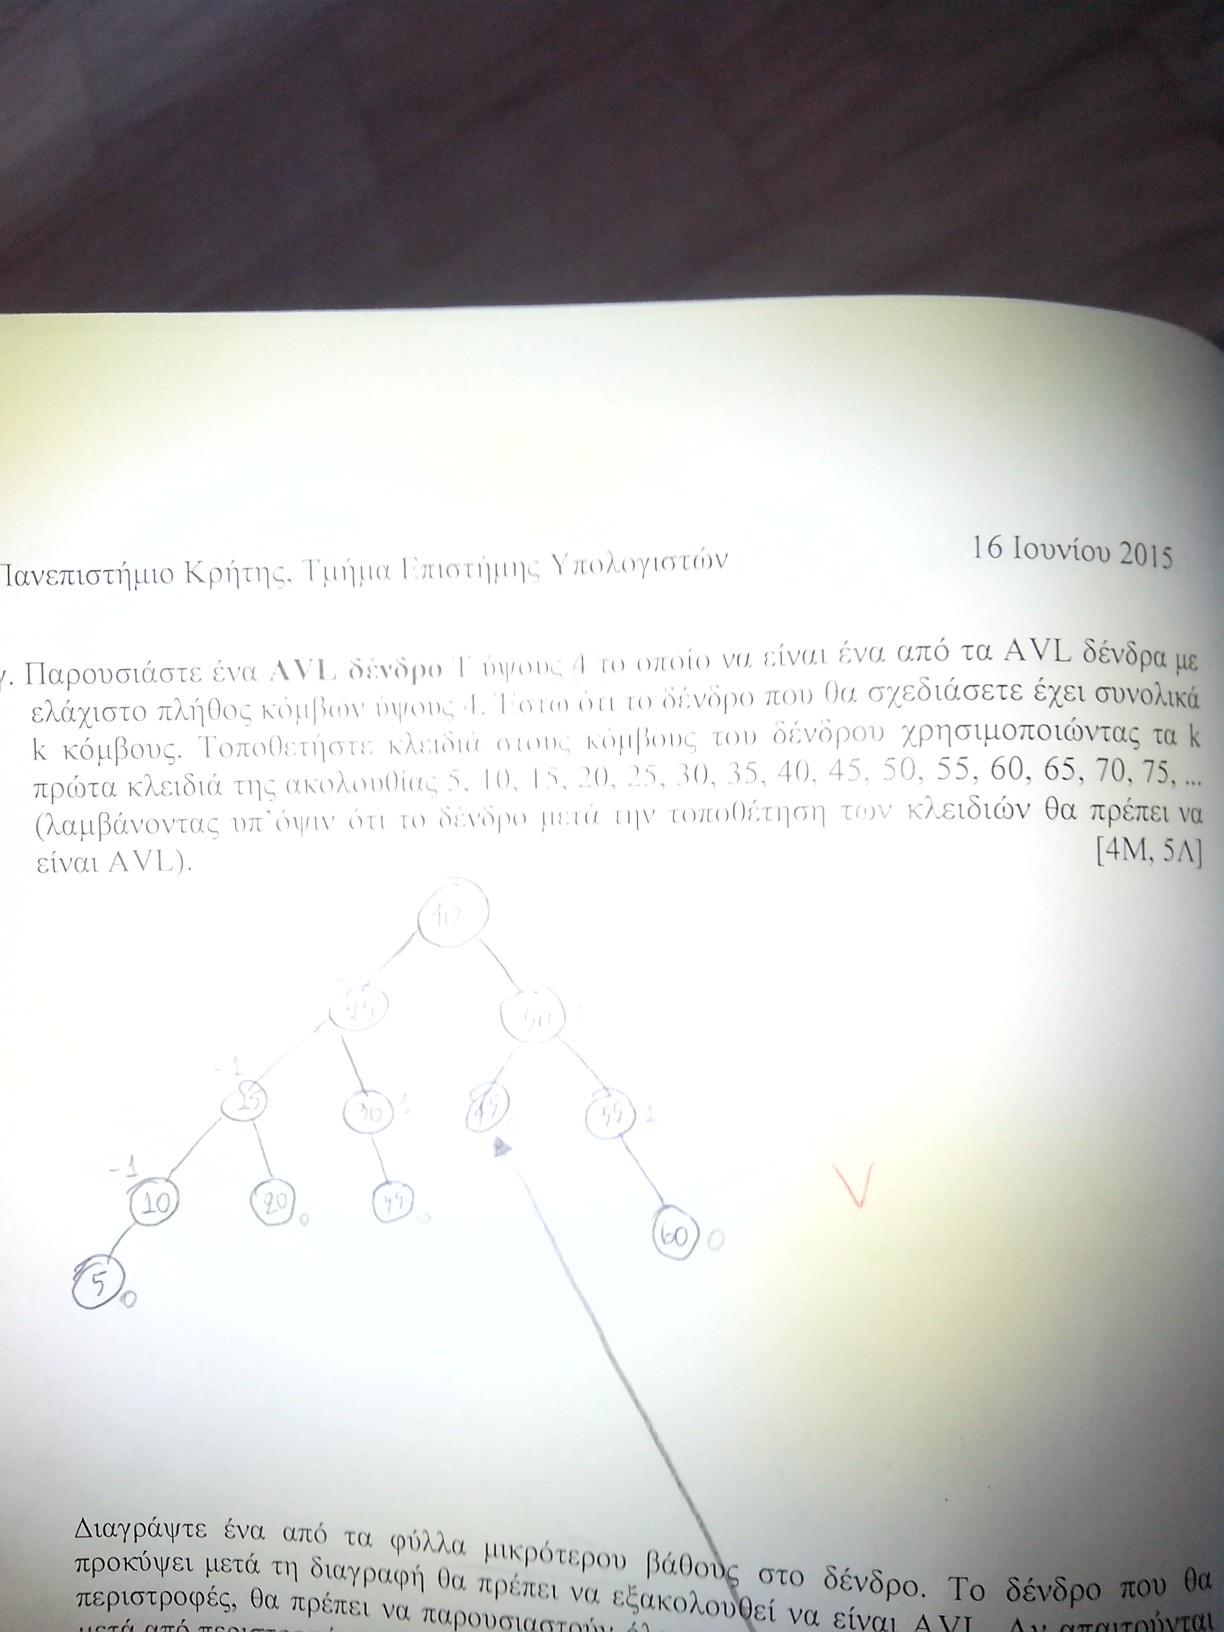 Πανεπιστήμιο Κρήτης, Τμήμα Επιστήμης Υπολογιστών
16 Ιουνίου 2015
γ. Παρουσιάστε ένα AVL δένδρο Τ ύψους 4 το οποίο να είναι ένα από τα AVL δένδρα με
ελάχιστο πλήθος κόμβων ύψους 4. Έστω ότι το δένδρο που θα σχεδιάσετε έχει συνολικά
k κόμβους. Τοποθετήστε κλειδιά στους κόμβους του δένδρου χρησιμοποιώντας τα k
πρώτα κλειδιά της ακολουθίας 5, 10, 15, 20, 25, 30, 35, 40, 45, 50, 55, 60, 65, 70, 75, ...
(λαμβάνοντας υπ'όψιν ότι το δένδρο μετά την τοποθέτηση των κλειδιών θα πρέπει να
είναι AVL).
[4Μ, 5Λ]
40
25 50
-1
15 30 1 45 55 1
-1
10 20 0 35 0 60 0
5 0
V
Διαγράψτε ένα από τα φύλλα μικρότερου βάθους στο δένδρο. Το δένδρο που θα
προκύψει μετά τη διαγραφή θα πρέπει να εξακολουθεί να είναι AVL. Αν απαιτούνται
περιστροφές, θα πρέπει να παρουσιαστούν